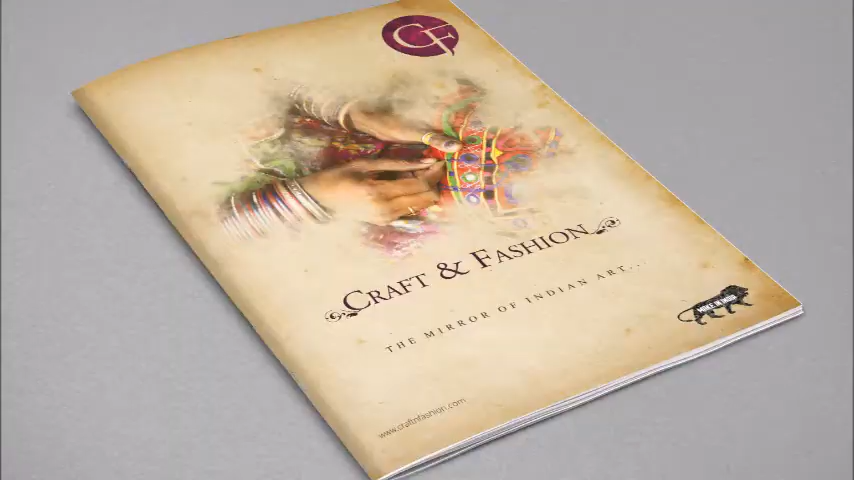 CF
CRAFT & FASHION
THE MIRROR OF INDIAN ART...
MAKE IN INDIA
www.craftnfashion.com